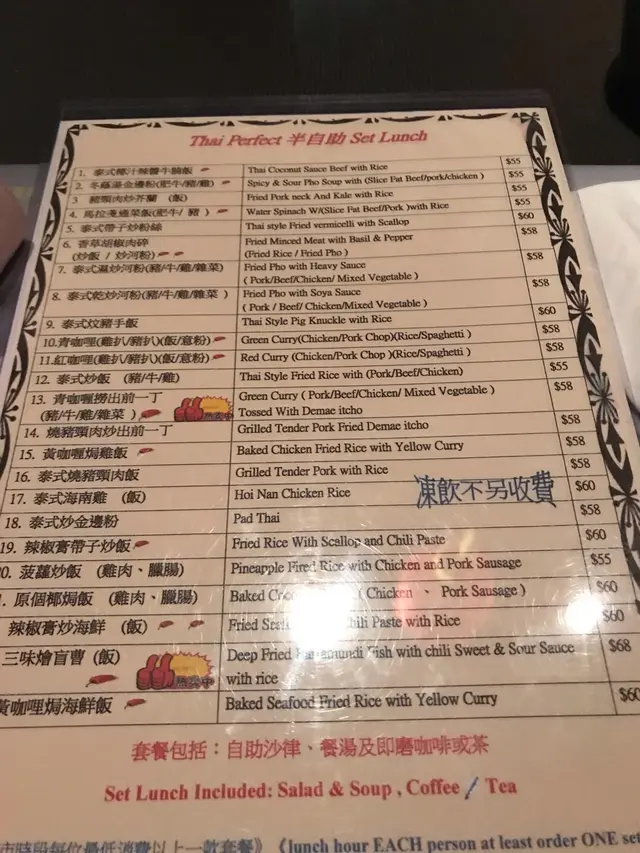 Thai Perfect 半自助 Set Lunch
1. 泰式椰汁辣醬牛腩飯 Thai Coconut Sauce Beef with Rice $55
2. 冬蔭湯金邊粉(肥牛/豬/雞) Spicy & Sour Pho Soup with (Slice Fat Beef/pork/chicken ) $55
3 豬頸肉炒芥蘭 (飯) Fried Pork neck And Kale with Rice $55
4. 馬拉盞通菜飯(肥牛/ 豬 ) Water Spinach W/(Slice Fat Beef/Pork )with Rice $55
5. 泰式帶子炒粉絲 Thai style Fried vermicelli with Scallop $60
6. 香草胡椒肉碎 Fried Minced Meat with Basil & Pepper $58
(炒飯 / 炒河粉) (Fried Rice / Fried Pho )
7. 泰式濕炒河粉(豬/牛/雞/雜菜) Fried Pho with Heavy Sauce $58
( Pork/Beef/Chicken/ Mixed Vegetable )
8. 泰式乾炒河粉(豬/牛/雞/雜菜 ) Fried Pho with Soya Sauce $58
( Pork / Beef/ Chicken/Mixed Vegetable )
9. 泰式炆豬手飯 Thai Style Pig Knuckle with Rice $60
10.青咖喱(雞扒/豬扒)(飯/意粉) Green Curry(Chicken/Pork Chop)(Rice/Spaghetti ) $58
11.紅咖喱(雞扒/豬扒)(飯/意粉) Red Curry (Chicken/Pork Chop )(Rice/Spaghetti) $58
12. 泰式炒飯 (豬/牛/雞) Thai Style Fried Rice with (Pork/Beef/Chicken) $55
13. 青咖喱撈出前一丁 Green Curry ( Pork/Beef/Chicken/ Mixed Vegetable ) $58
(豬/牛/雞/雜菜 ) Tossed With Demae itcho
14. 燒豬頸肉炒出前一丁 Grilled Tender Pork Fried Demae itcho $58
15. 黃咖喱焗雞飯 Baked Chicken Fried Rice with Yellow Curry $58
16. 泰式燒豬頸肉飯 Grilled Tender Pork with Rice $58
17. 泰式海南雞 (飯) Hoi Nan Chicken Rice $60
凍飲不另收費
18. 泰式炒金邊粉 Pad Thai $58
19. 辣椒膏帶子炒飯 Fried Rice With Scallop and Chili Paste $60
0. 菠蘿炒飯 (雞肉、臘腸) Pineapple Fired Rice with Chicken and Pork Sausage $55
. 原個椰焗飯 (雞肉、臘腸) Baked ( Chicken 、 Pork Sausage ) $60
辣椒膏炒海鮮 (飯) Fried Chili Paste with Rice $60
三味燴盲曹 (飯) Deep Fried Fish with chili Sweet & Sour Sauce $68
with rice
黃咖哩焗海鮮飯 Baked Seafood Fried Rice with Yellow Curry $60
套餐包括：自助沙律、餐湯及即磨咖啡或茶
Set Lunch Included: Salad & Soup , Coffee / Tea
市時段每位最低消費以上一款套餐》《lunch hour EACH person at least order ONE set